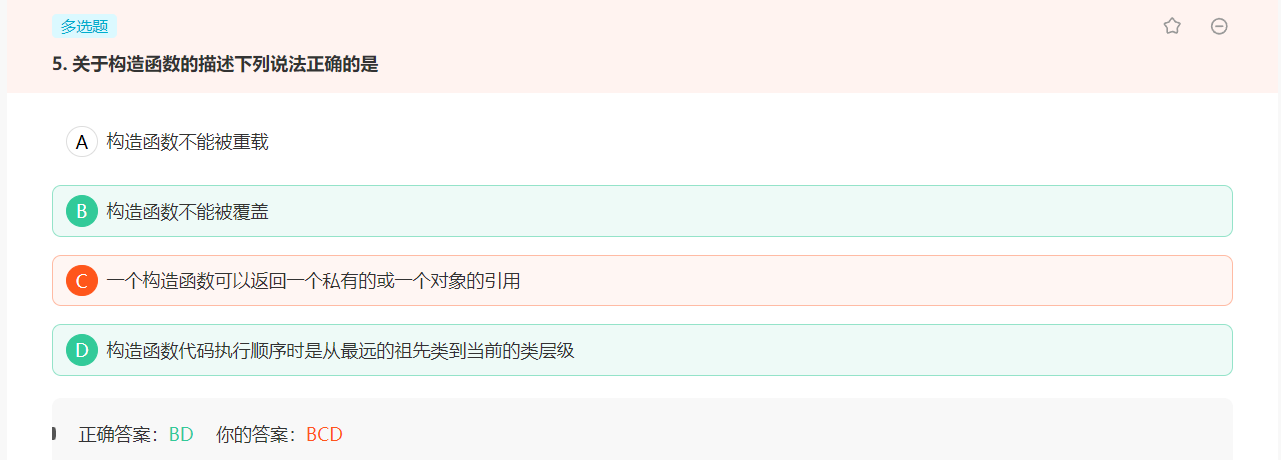 多选题
5. 关于构造函数的描述下列说法正确的是
A 构造函数不能被重载
B 构造函数不能被覆盖
C 一个构造函数可以返回一个私有的或一个对象的引用
D 构造函数代码执行顺序时是从最远的祖先类到当前的类层级
正确答案：BD 你的答案：BCD